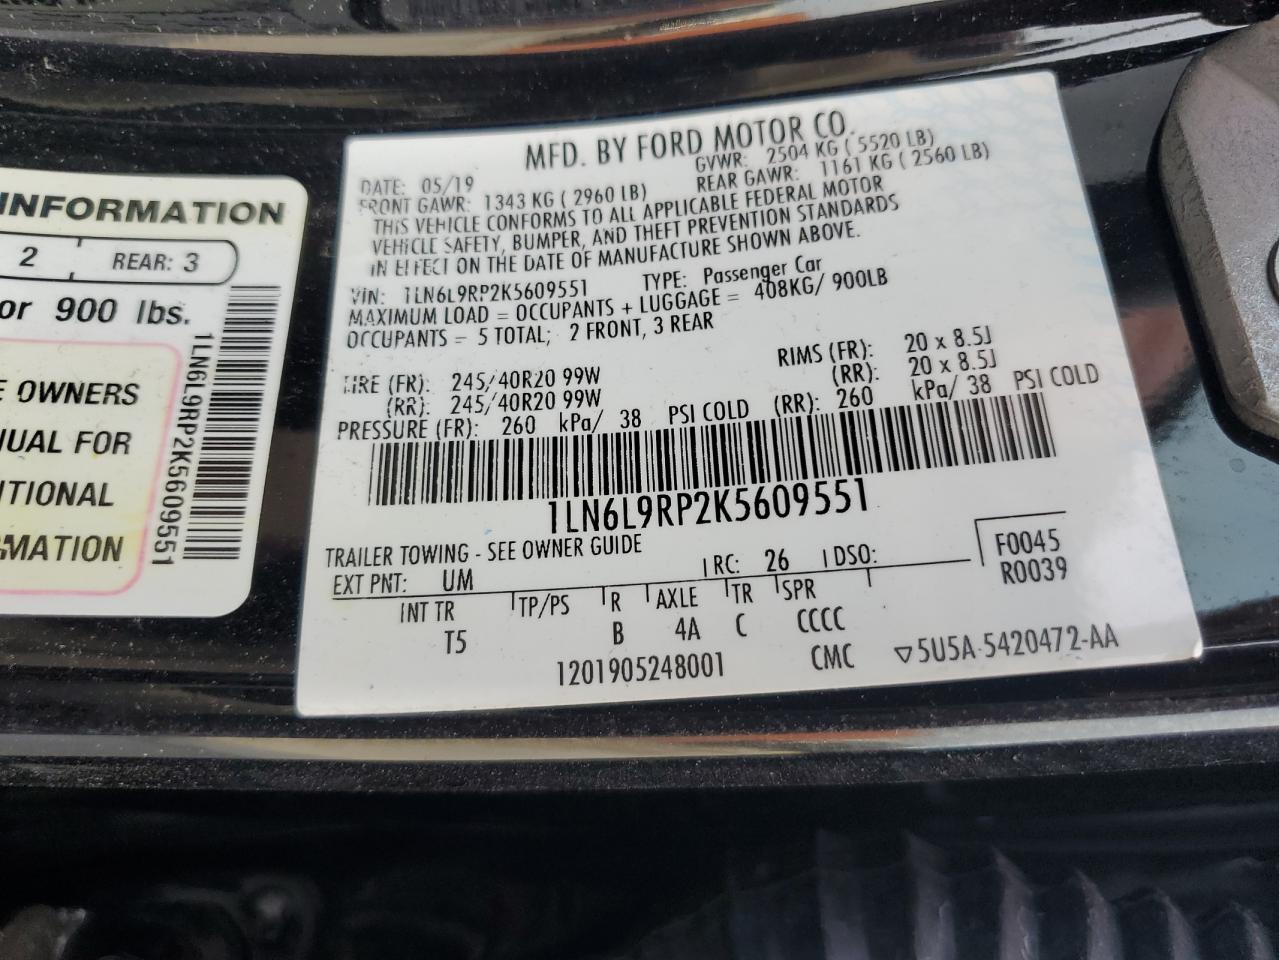 INFORMATION
2 REAR: 3
or 900 lbs.
E OWNERS
NUAL FOR
ITIONAL
RMATION
1LN6L9RP2K5609551
MFD. BY FORD MOTOR CO.
DATE: 05/19 GVWR: 2504 KG ( 5520 LB)
FRONT GAWR: 1343 KG ( 2960 LB) REAR GAWR: 1161 KG ( 2560 LB)
THIS VEHICLE CONFORMS TO ALL APPLICABLE FEDERAL MOTOR
VEHICLE SAFETY, BUMPER, AND THEFT PREVENTION STANDARDS
IN EFFECT ON THE DATE OF MANUFACTURE SHOWN ABOVE.
VIN: 1LN6L9RP2K5609551 TYPE: Passenger Car
MAXIMUM LOAD = OCCUPANTS + LUGGAGE = 408KG/ 900LB
OCCUPANTS = 5 TOTAL; 2 FRONT, 3 REAR
TIRE (FR): 245/40R20 99W RIMS (FR): 20 x 8.5J
(RR): 245/40R20 99W (RR): 20 x 8.5J
PRESSURE (FR): 260 kPa/ 38 PSI COLD (RR): 260 kPa/ 38 PSI COLD
1LN6L9RP2K5609551
TRAILER TOWING - SEE OWNER GUIDE
EXT PNT: UM RC: 26 DSO: F0045
R0039
INT TR TP/PS R AXLE TR SPR
T5 B 4A C CCCC
1201905248001 CMC ▽5U5A-5420472-AA